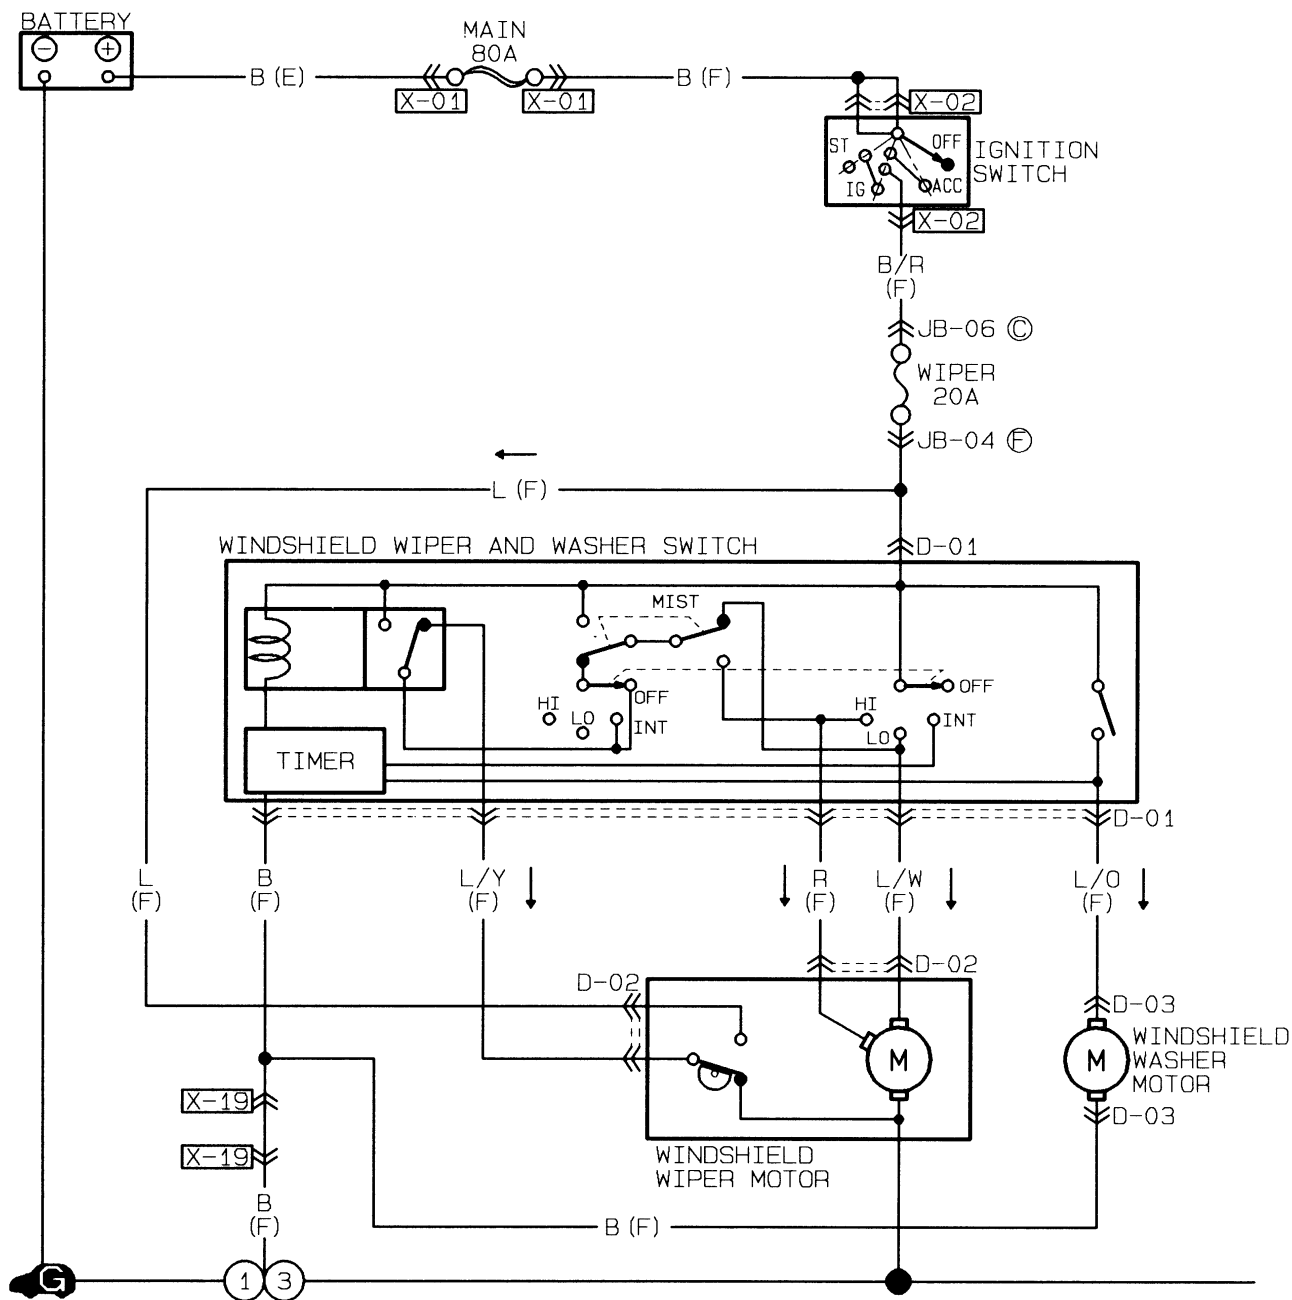 BATTERY
MAIN
80A
B (E)
B (F)
X-01
X-01
X-02
ST
OFF
IG
ACC
IGNITION
SWITCH
X-02
B/R
(F)
JB-06 C
WIPER
20A
JB-04 F
L (F)
WINDSHIELD WIPER AND WASHER SWITCH
D-01
MIST
OFF
HI
LO
INT
OFF
HI
LO
INT
TIMER
D-01
L
(F)
B
(F)
L/Y
(F)
R
(F)
L/W
(F)
L/O
(F)
D-02
D-02
D-03
M
M
WINDSHIELD
WASHER
MOTOR
D-03
X-19
X-19
WINDSHIELD
WIPER MOTOR
B
(F)
B (F)
G
1
3